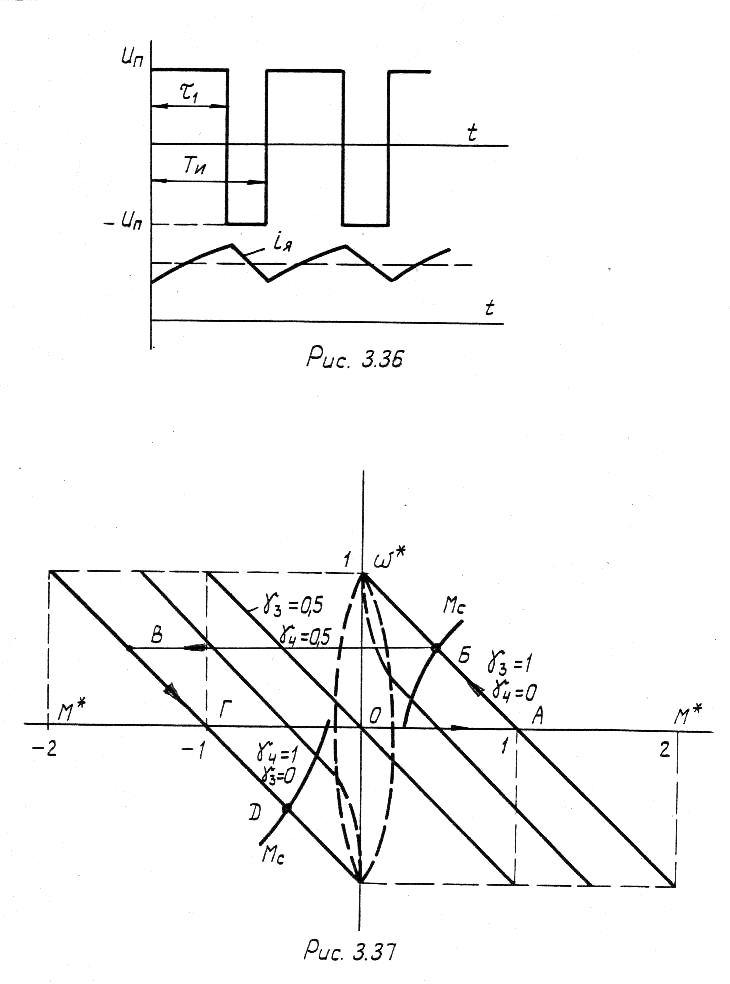 Uп
τ₁
t
Tи
-Uп
iя
t
Рис. 3.36
1 ω*
γ₃=0,5
Mc
В
γ₄=0,5
Б
γ₃=1
γ₄=0
M*
Г
О
А
M*
-2
-1
1
2
γ₄=1
γ₃=0
D
Mc
Рис. 3.37